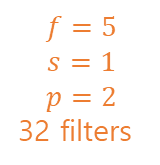 f = 5
s = 1
p = 2
32 filters